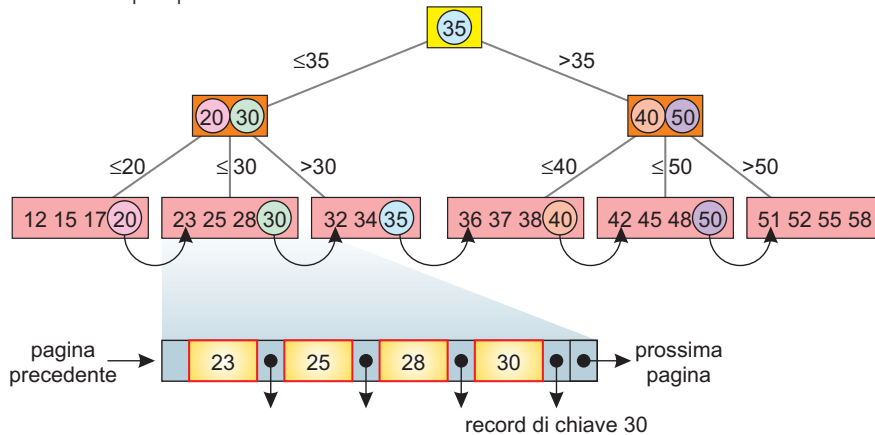 35
≤35 >35
20 30 40 50
≤20 ≤30 >30 ≤40 ≤50 >50
12 15 17 20 23 25 28 30 32 34 35 36 37 38 40 42 45 48 50 51 52 55 58
pagina precedente
23 25 28 30
prossima pagina
record di chiave 30